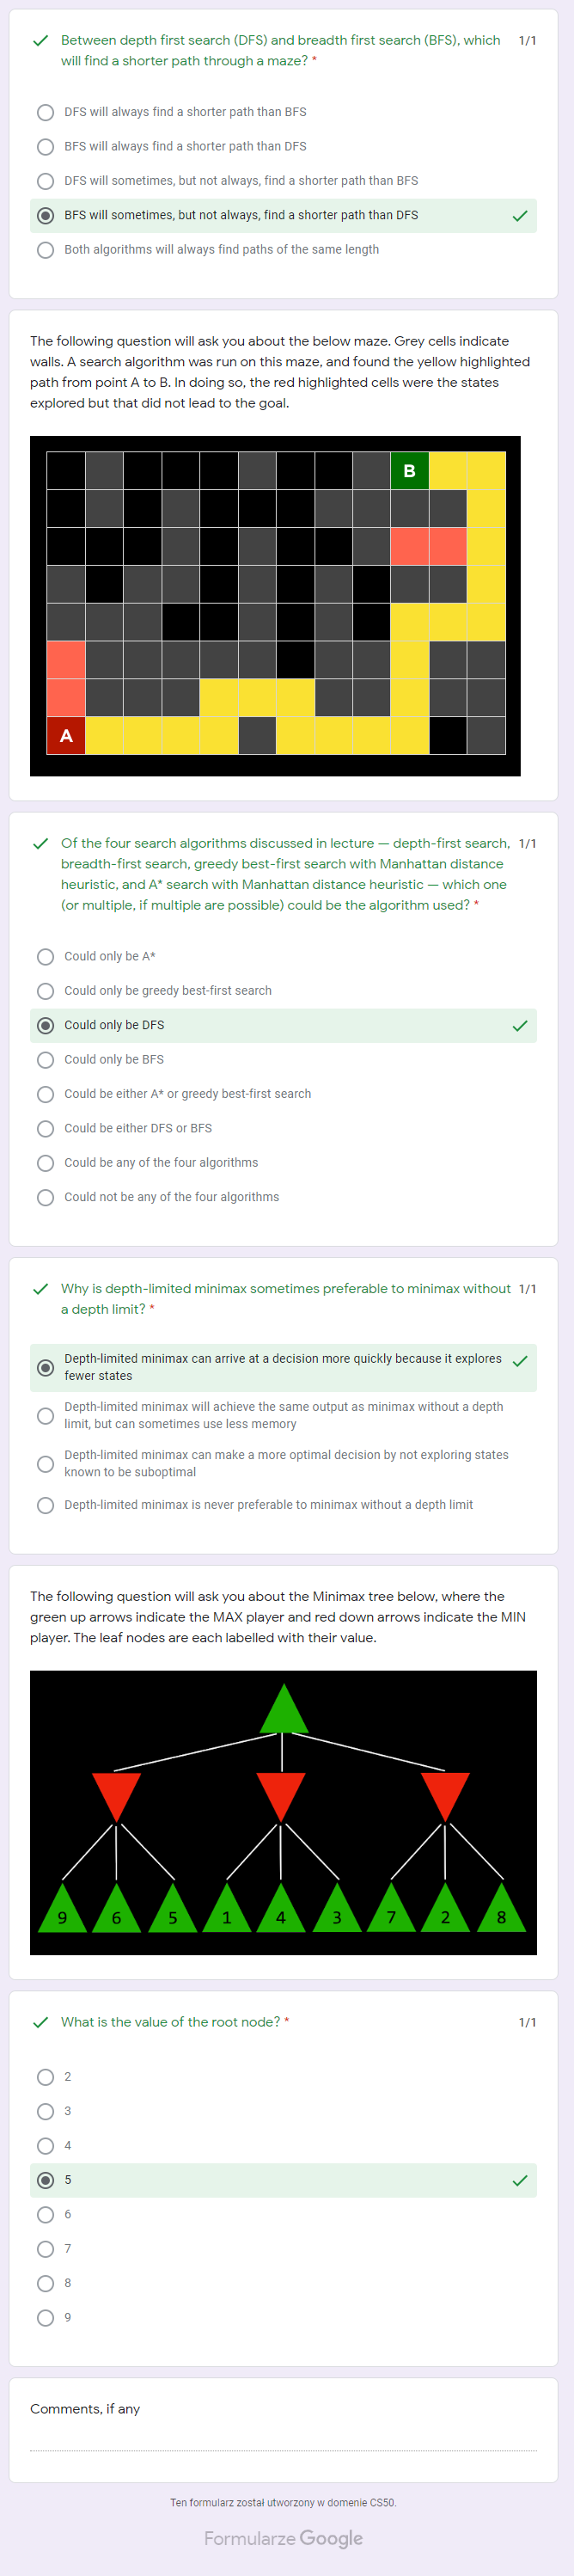 Between depth first search (DFS) and breadth first search (BFS), which 1/1
will find a shorter path through a maze? *
DFS will always find a shorter path than BFS
BFS will always find a shorter path than DFS
DFS will sometimes, but not always, find a shorter path than BFS
BFS will sometimes, but not always, find a shorter path than DFS
Both algorithms will always find paths of the same length
The following question will ask you about the below maze. Grey cells indicate
walls. A search algorithm was run on this maze, and found the yellow highlighted
path from point A to B. In doing so, the red highlighted cells were the states
explored but that did not lead to the goal.
B
A
Of the four search algorithms discussed in lecture — depth-first search, 1/1
breadth-first search, greedy best-first search with Manhattan distance
heuristic, and A* search with Manhattan distance heuristic — which one
(or multiple, if multiple are possible) could be the algorithm used? *
Could only be A*
Could only be greedy best-first search
Could only be DFS
Could only be BFS
Could be either A* or greedy best-first search
Could be either DFS or BFS
Could be any of the four algorithms
Could not be any of the four algorithms
Why is depth-limited minimax sometimes preferable to minimax without 1/1
a depth limit? *
Depth-limited minimax can arrive at a decision more quickly because it explores
fewer states
Depth-limited minimax will achieve the same output as minimax without a depth
limit, but can sometimes use less memory
Depth-limited minimax can make a more optimal decision by not exploring states
known to be suboptimal
Depth-limited minimax is never preferable to minimax without a depth limit
The following question will ask you about the Minimax tree below, where the
green up arrows indicate the MAX player and red down arrows indicate the MIN
player. The leaf nodes are each labelled with their value.
9 6 5 1 4 3 7 2 8
What is the value of the root node? * 1/1
2
3
4
5
6
7
8
9
Comments, if any
Ten formularz został utworzony w domenie CS50.
Formularze Google